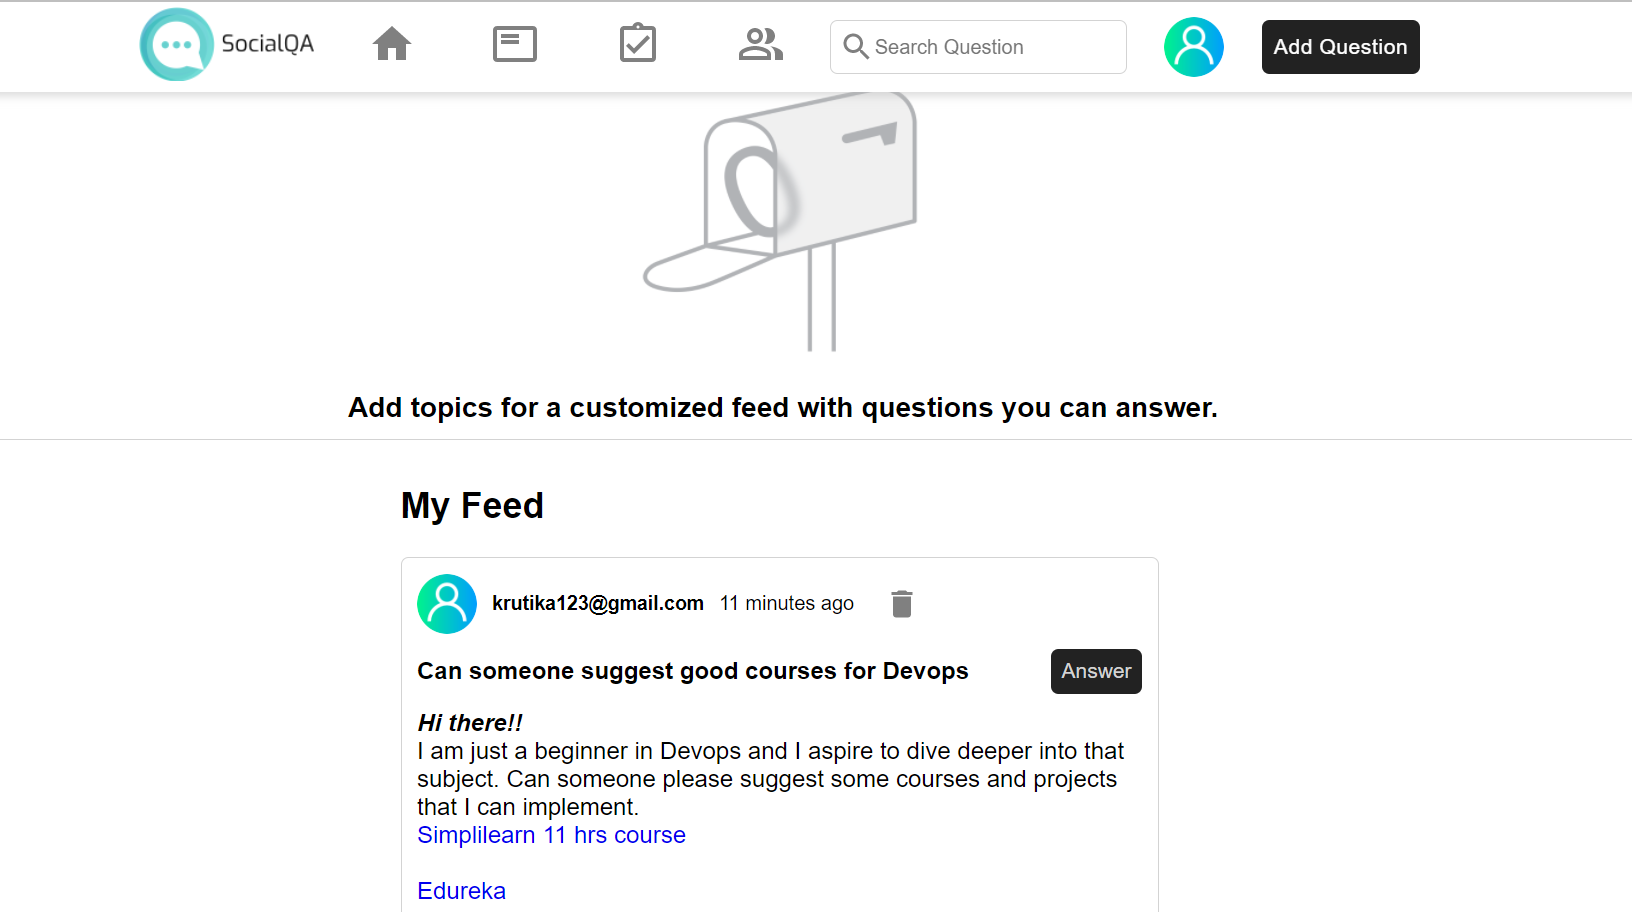 SocialQA
Search Question
Add Question
Add topics for a customized feed with questions you can answer.
My Feed
krutika123@gmail.com 11 minutes ago
Can someone suggest good courses for Devops
Answer
Hi there!!
I am just a beginner in Devops and I aspire to dive deeper into that
subject. Can someone please suggest some courses and projects
that I can implement.
Simplilearn 11 hrs course
Edureka